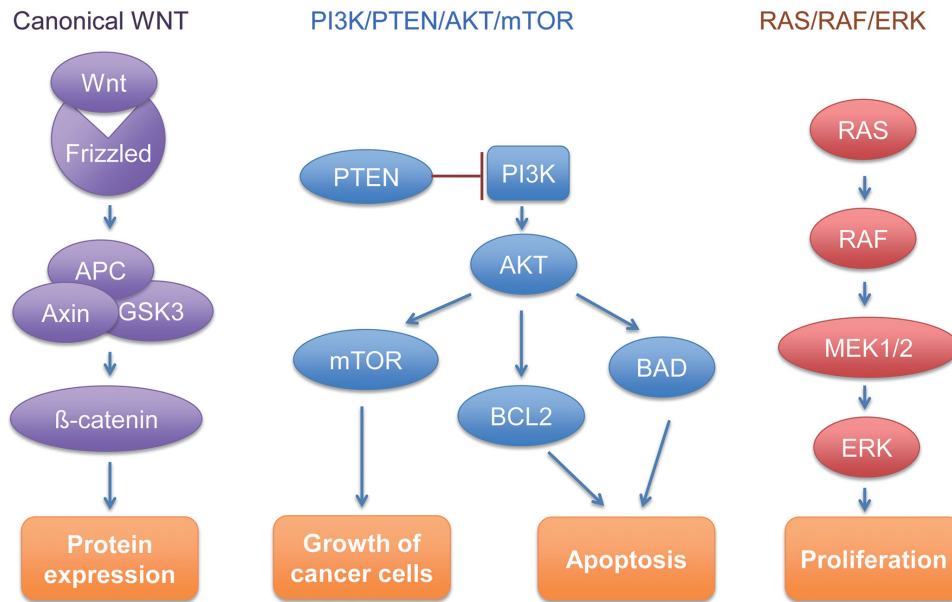 Canonical WNT
PI3K/PTEN/AKT/mTOR
RAS/RAF/ERK
Wnt
Frizzled
APC
Axin
GSK3
ß-catenin
Protein
expression
PTEN
PI3K
AKT
mTOR
BCL2
BAD
Growth of
cancer cells
Apoptosis
RAS
RAF
MEK1/2
ERK
Proliferation